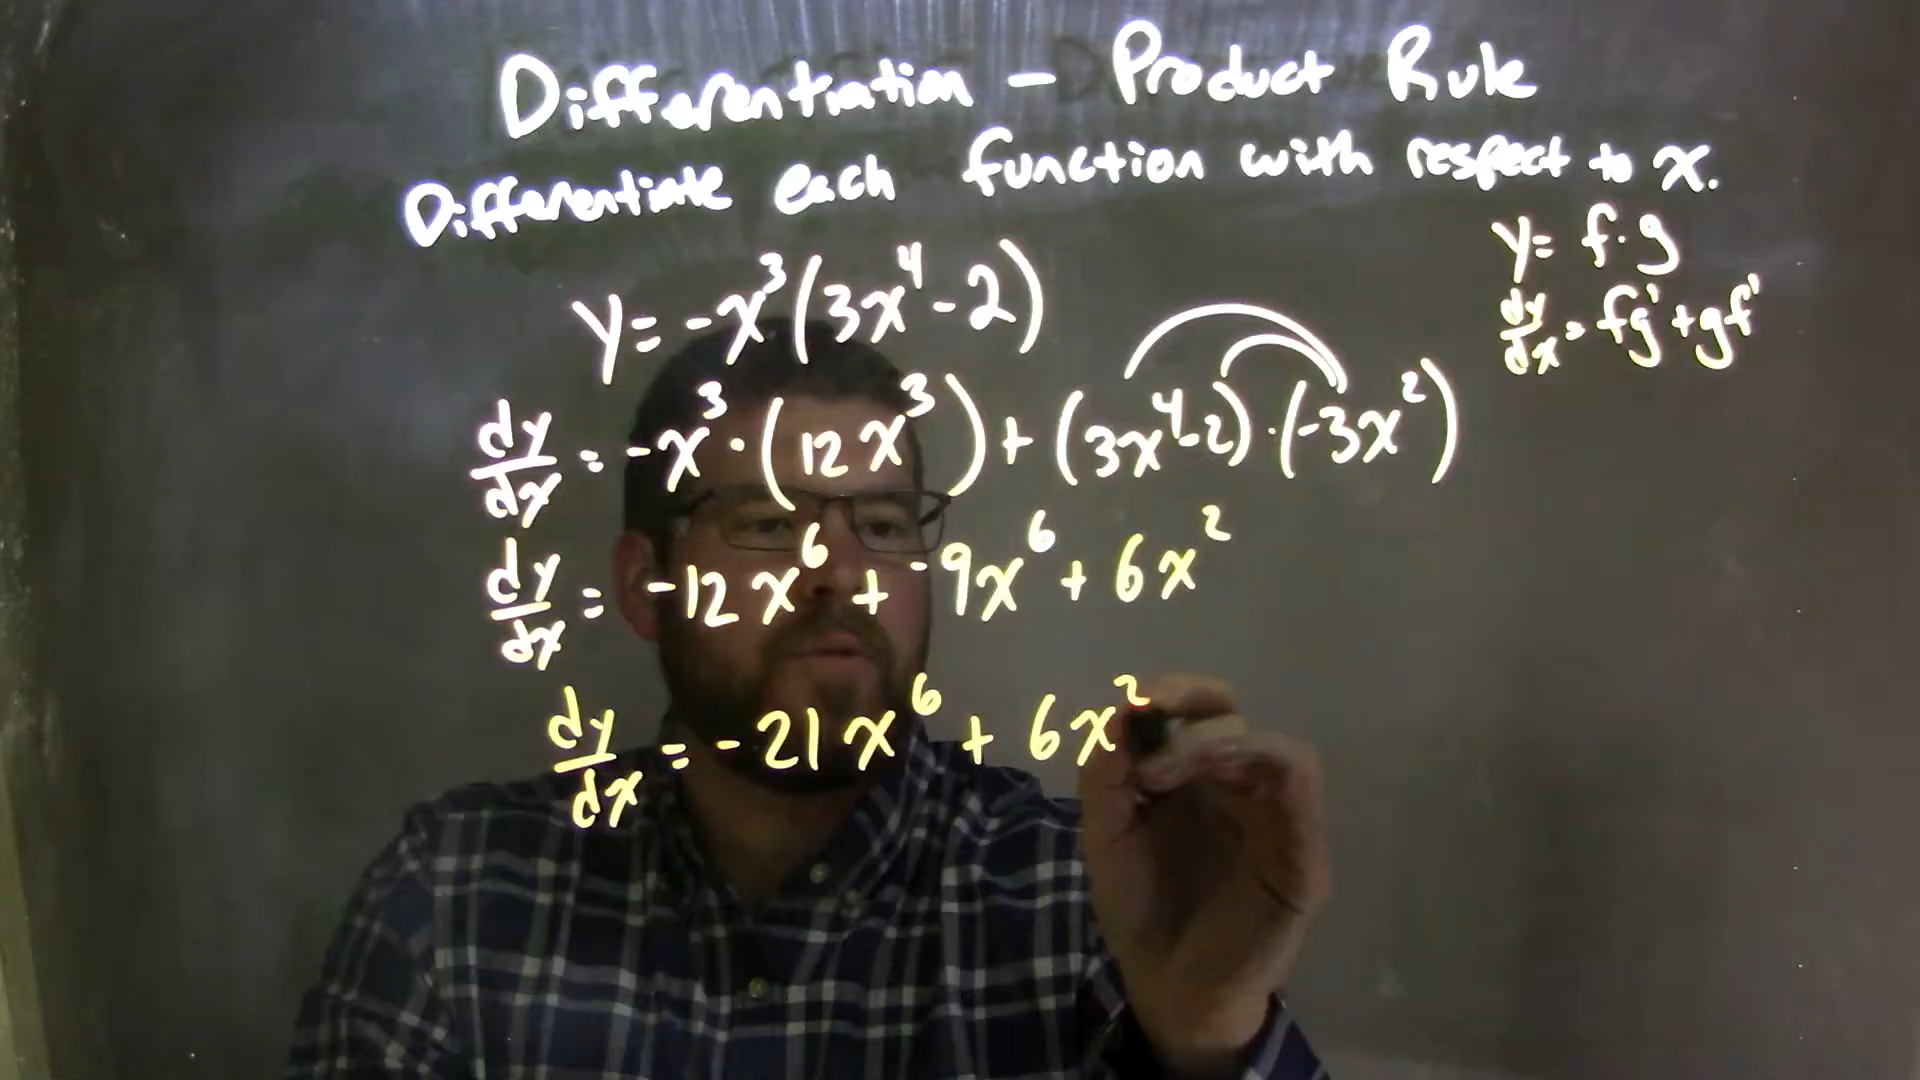 Differentiation - Product Rule
Differentiate each function with respect to x.
y = f·g
dy/dx = fg' + gf'
y = -x³(3x⁴-2)
dy/dx = -x³·(12x³) + (3x⁴-2)·(-3x²)
dy/dx = -12x⁶ + -9x⁶ + 6x²
dy/dx = -21x⁶ + 6x²